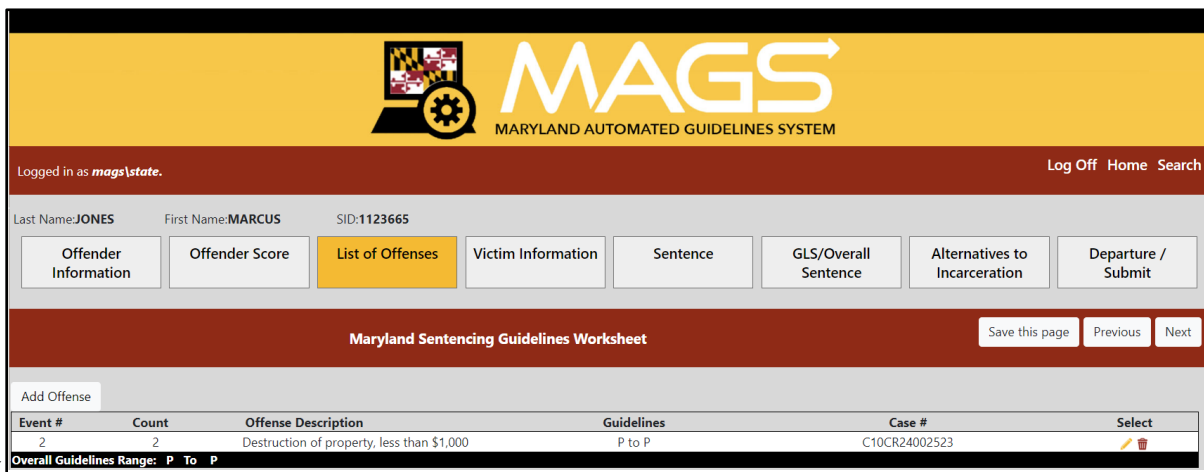 MAGS
MARYLAND AUTOMATED GUIDELINES SYSTEM
Logged in as mags\state. Log Off Home Search
Last Name:JONES First Name:MARCUS SID:1123665
Offender Information Offender Score List of Offenses Victim Information Sentence GLS/Overall Sentence Alternatives to Incarceration Departure / Submit
Maryland Sentencing Guidelines Worksheet Save this page Previous Next
Add Offense
Event # Count Offense Description Guidelines Case # Select
2 2 Destruction of property, less than $1,000 P to P C10CR24002523
Overall Guidelines Range: P To P